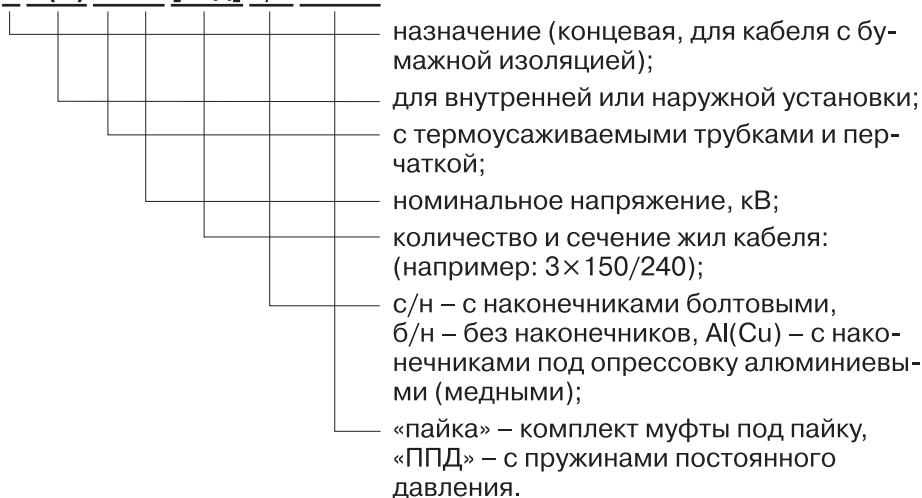 назначение (концевая, для кабеля с бу-
мажной изоляцией);
для внутренней или наружной установки;
с термоусаживаемыми трубками и пер-
чаткой;
номинальное напряжение, кВ;
количество и сечение жил кабеля:
(например: 3×150/240);
с/н – с наконечниками болтовыми,
б/н – без наконечников, Al(Cu) – с нако-
нечниками под опрессовку алюминиевы-
ми (медными);
«пайка» – комплект муфты под пайку,
«ППД» – с пружинами постоянного
давления.